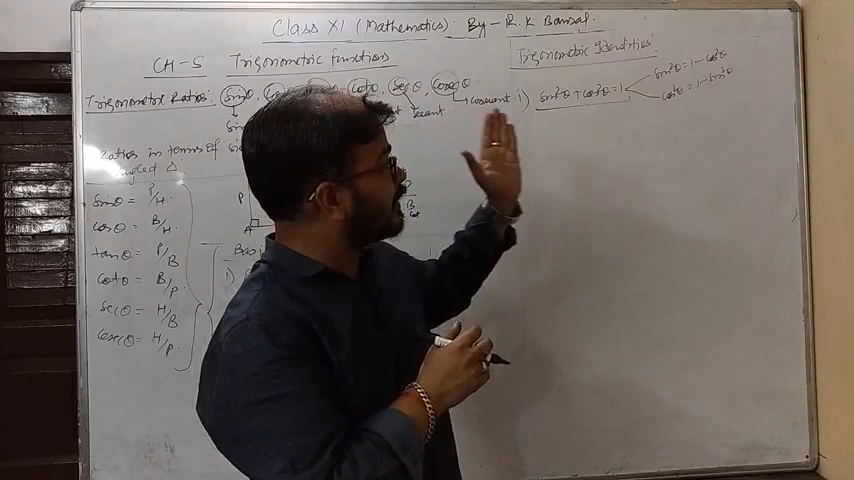 Class XI (Mathematics) By - R.K Bansal.
CH-5 Trigonometric functions
Trigonometric Identities:
Trigonometric Ratios: Sinθ, cotθ, Secθ, Cosecθ
secant cosecant
Ratios in terms of
angled Δ
i) Sin²θ + Cos²θ = 1
Sin²θ = 1 - Cos²θ
Cos²θ = 1 - Sin²θ
Sinθ = P/H
Cosθ = B/H
tanθ = P/B
Cotθ = B/P
Secθ = H/B
Cosecθ = H/P
P
A
P
B
i)